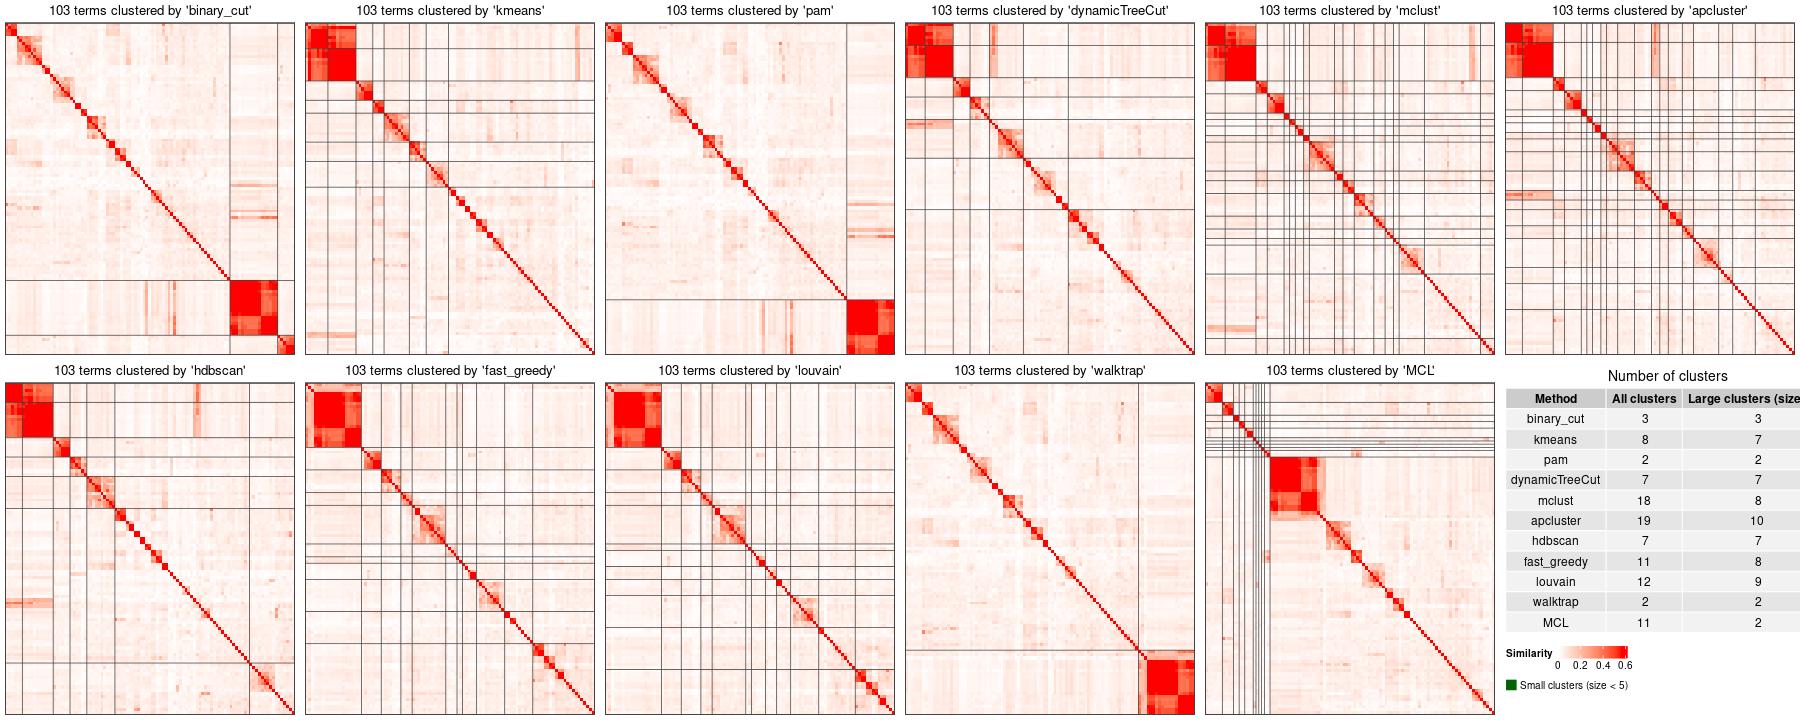 103 terms clustered by 'binary_cut'
103 terms clustered by 'kmeans'
103 terms clustered by 'pam'
103 terms clustered by 'dynamicTreeCut'
103 terms clustered by 'mclust'
103 terms clustered by 'apcluster'
103 terms clustered by 'hdbscan'
103 terms clustered by 'fast_greedy'
103 terms clustered by 'louvain'
103 terms clustered by 'walktrap'
103 terms clustered by 'MCL'
Number of clusters
Method All clusters Large clusters (size
binary_cut 3 3
kmeans 8 7
pam 2 2
dynamicTreeCut 7 7
mclust 18 8
apcluster 19 10
hdbscan 7 7
fast_greedy 11 8
louvain 12 9
walktrap 2 2
MCL 11 2
Similarity
0 0.2 0.4 0.6
Small clusters (size < 5)